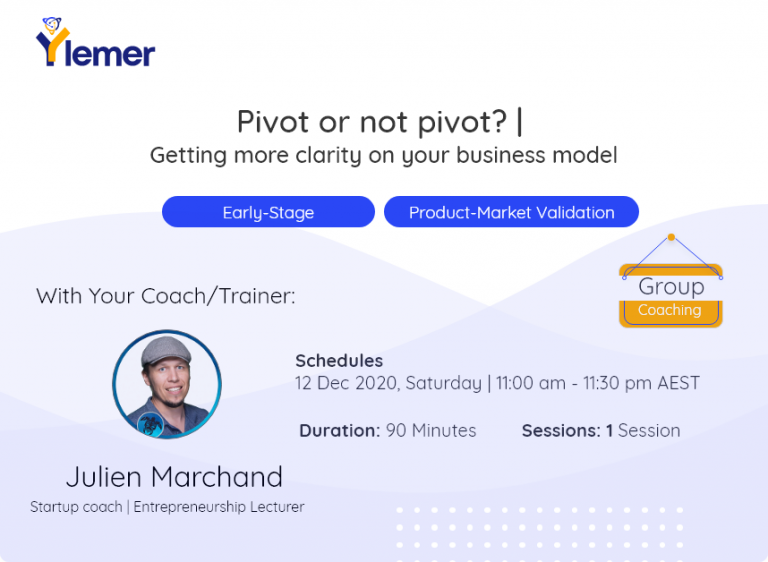 Ylemer
Pivot or not pivot? |
Getting more clarity on your business model
Early-Stage
Product-Market Validation
Group
Coaching
With Your Coach/Trainer:
Schedules
12 Dec 2020, Saturday | 11:00 am - 11:30 pm AEST
Duration: 90 Minutes
Sessions: 1 Session
Julien Marchand
Startup coach | Entrepreneurship Lecturer